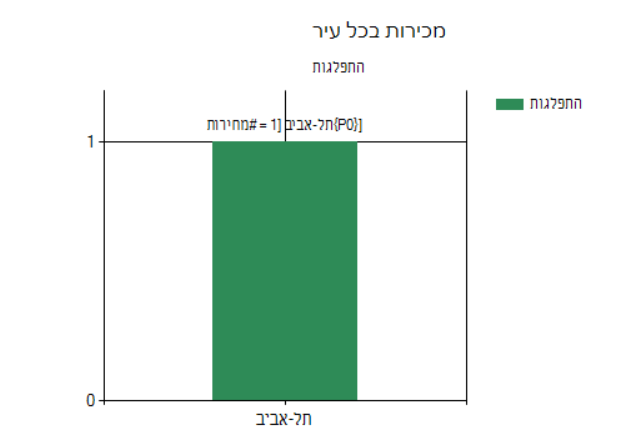 מכירות בכל עיר
התפלגות
התפלגות
[{P0}תל-אביב [1 = #מחירות
1
0
תל-אביב